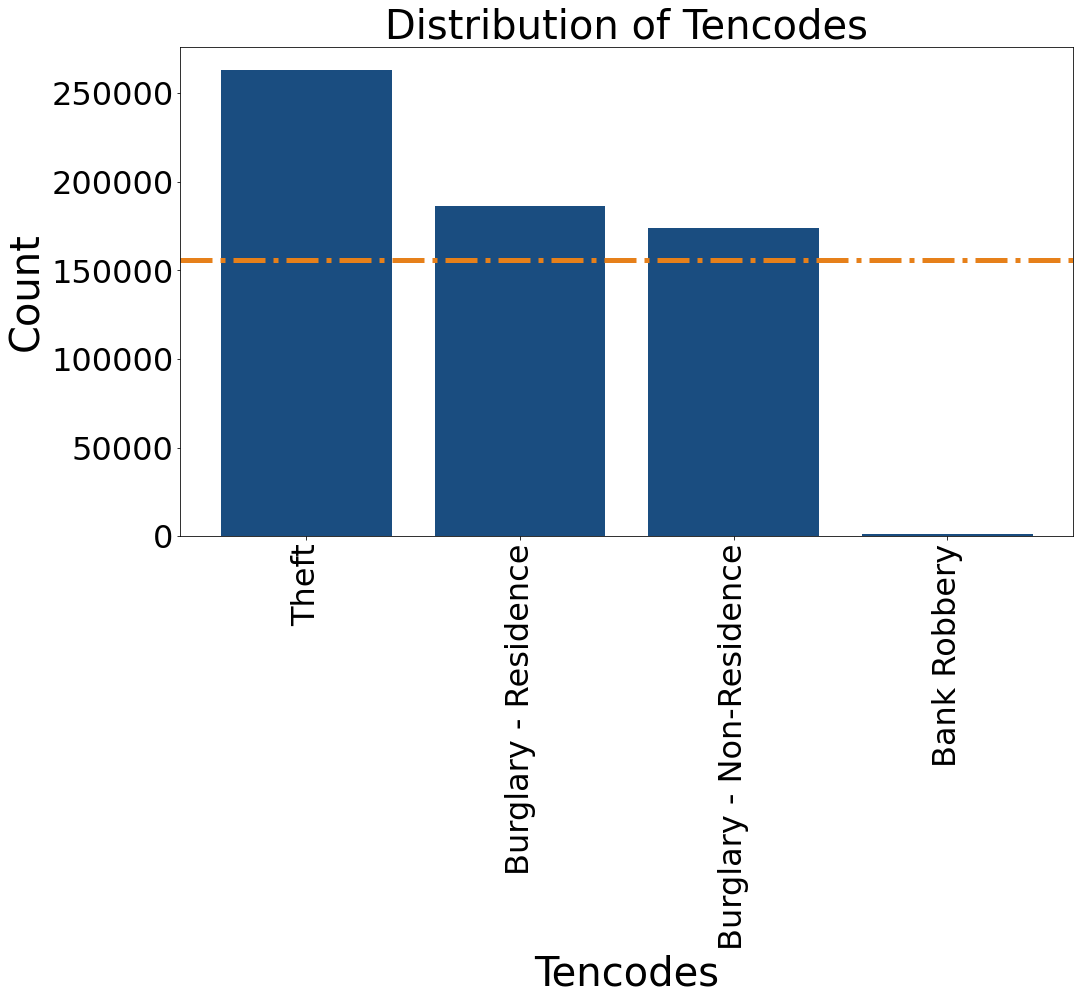 Distribution of Tencodes
Count
250000
200000
150000
100000
50000
0
Theft
Burglary - Residence
Burglary - Non-Residence
Bank Robbery
Tencodes